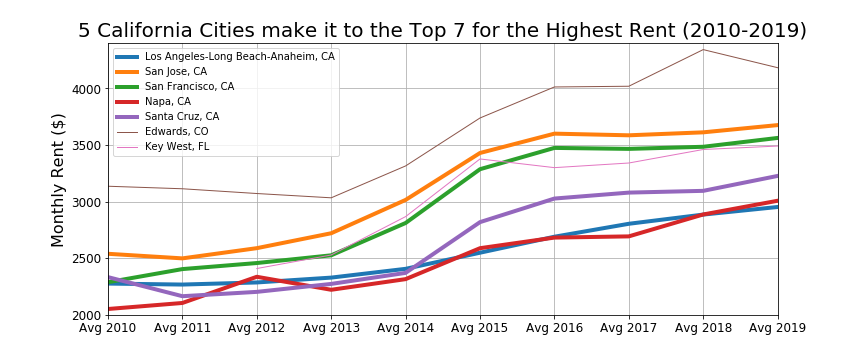 5 California Cities make it to the Top 7 for the Highest Rent (2010-2019)
Los Angeles-Long Beach-Anaheim, CA
San Jose, CA
San Francisco, CA
Napa, CA
Santa Cruz, CA
Edwards, CO
Key West, FL
Monthly Rent ($)
4000
3500
3000
2500
2000
Avg 2010 Avg 2011 Avg 2012 Avg 2013 Avg 2014 Avg 2015 Avg 2016 Avg 2017 Avg 2018 Avg 2019